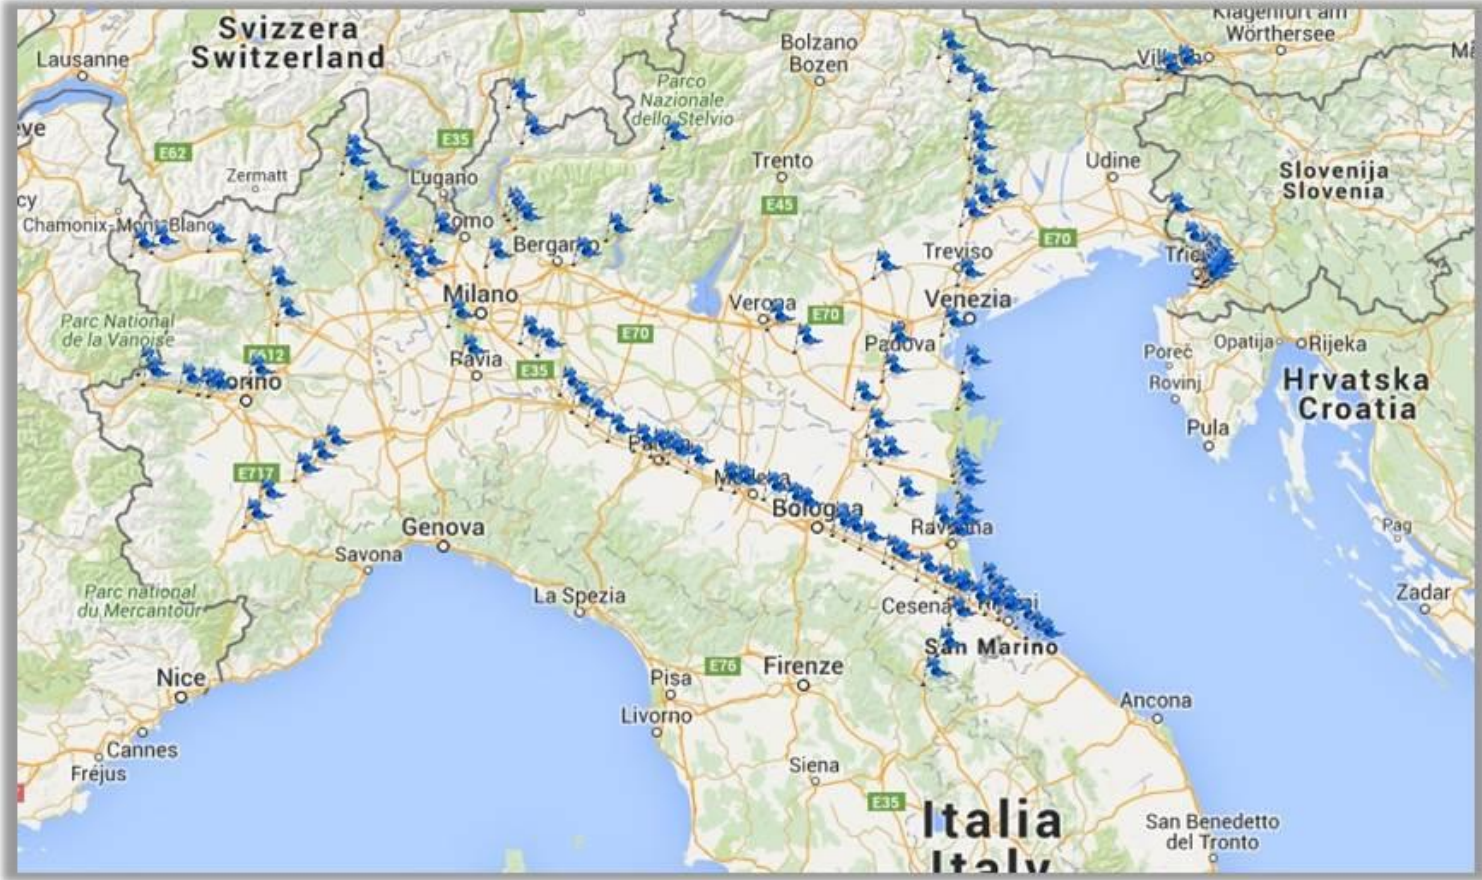 Svizzera
Switzerland
Lausanne
Bolzano
Bozen
Klagenfurt am
Wörthersee
Parco
Nazionale
dello Stelvio
E62
E35
Zermatt
Lugano
Trento
Udine
Slovenija
Slovenia
cy
Chamonix-Mont-Blanc
E45
Bergamo
Treviso
E70
Milano
Verona
E70
Venezia
Parc National
de la Vanoise
E70
Padova
Pavia
E35
Poreč
Opatija
Rijeka
Rovinj
Hrvatska
Croatia
Pula
E717
Bologna
Genova
Ravenna
Pag
Savona
Parc national
du Mercantour
La Spezia
Cesena
Zadar
San Marino
Nice
Pisa
E76
Firenze
Livorno
Ancona
Cannes
Fréjus
Siena
E35
Italia
Italy
San Benedetto
del Tronto